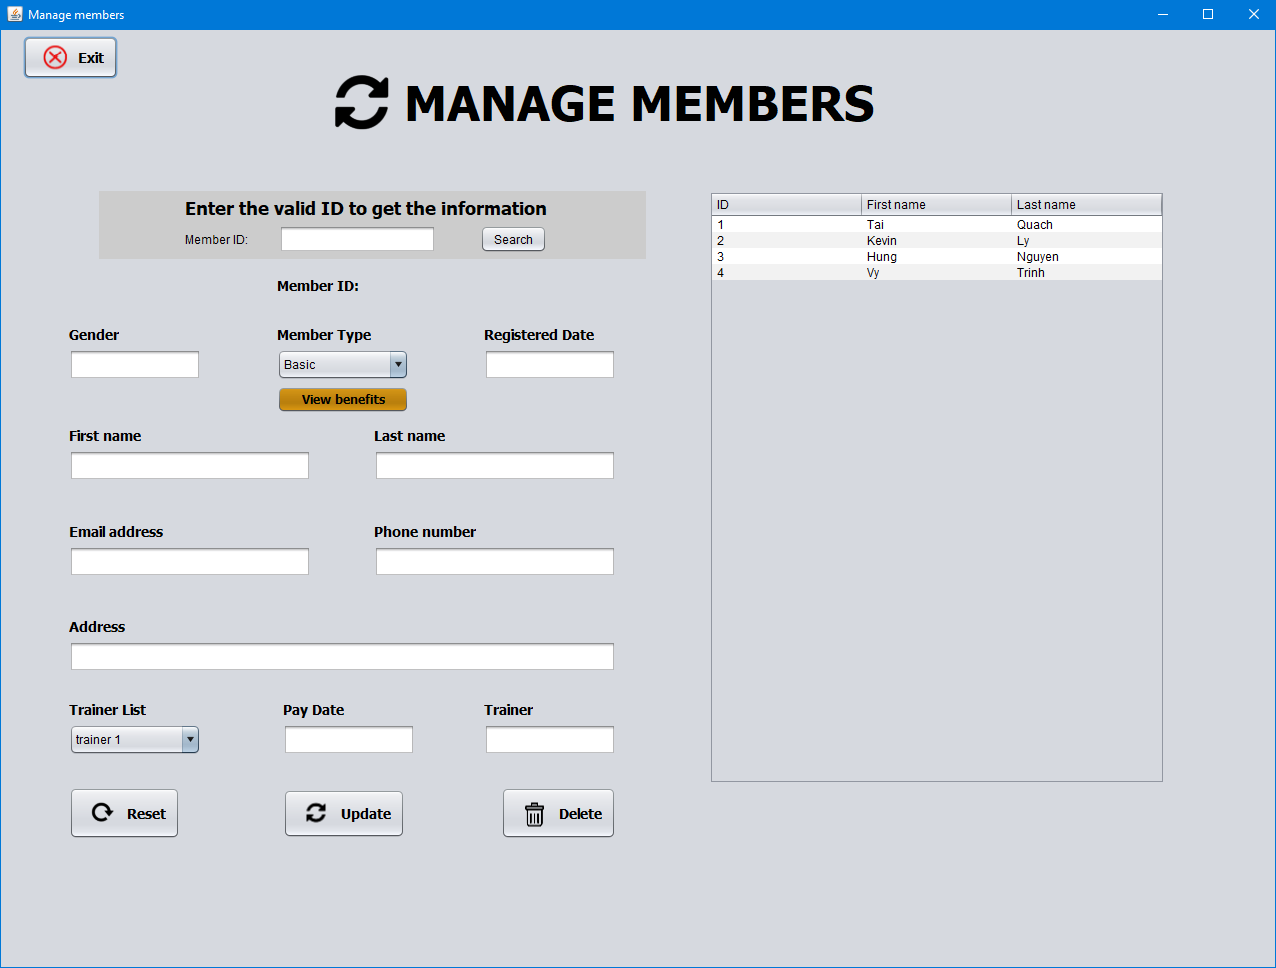 Manage members
Exit
MANAGE MEMBERS
Enter the valid ID to get the information
Member ID:
Search
Member ID:
Gender
Member Type
Registered Date
Basic
View benefits
First name
Last name
Email address
Phone number
Address
Trainer List
Pay Date
Trainer
trainer 1
Reset
Update
Delete
ID First name Last name
1 Tai Quach
2 Kevin Ly
3 Hung Nguyen
4 Vy Trinh